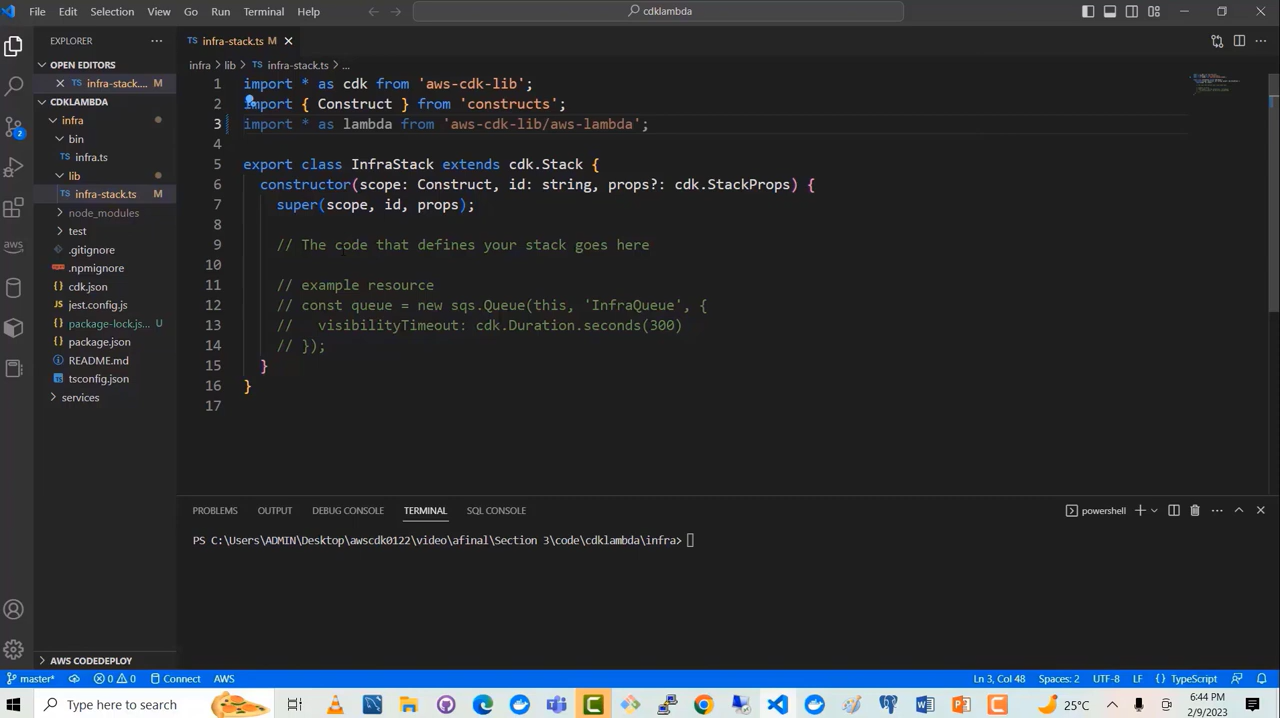 File Edit Selection View Go Run Terminal Help
cdklambda
EXPLORER
OPEN EDITORS
infra-stack.... M
CDKLAMBDA
infra
bin
infra.ts
lib
infra-stack.ts M
node_modules
test
.gitignore
.npmignore
cdk.json
jest.config.js
package-lock.js... U
package.json
README.md
tsconfig.json
services
AWS CODEDEPLOY
aws
2
infra-stack.ts M
infra > lib > infra-stack.ts > ...
1 import * as cdk from 'aws-cdk-lib';
2 import { Construct } from 'constructs';
3 import * as lambda from 'aws-cdk-lib/aws-lambda';
4
5 export class InfraStack extends cdk.Stack {
6 constructor(scope: Construct, id: string, props?: cdk.StackProps) {
7 super(scope, id, props);
8
9 // The code that defines your stack goes here
10
11 // example resource
12 // const queue = new sqs.Queue(this, 'InfraQueue', {
13 //   visibilityTimeout: cdk.Duration.seconds(300)
14 // });
15 }
16 }
17
PROBLEMS OUTPUT DEBUG CONSOLE TERMINAL SQL CONSOLE
powershell
PS C:\Users\ADMIN\Desktop\awscdk0122\video\afinal\Section 3\code\cdklambda\infra>
master* 0 0 Connect AWS
Ln 3, Col 48 Spaces: 2 UTF-8 LF TypeScript
Type here to search
25°C
6:44 PM
2/9/2023